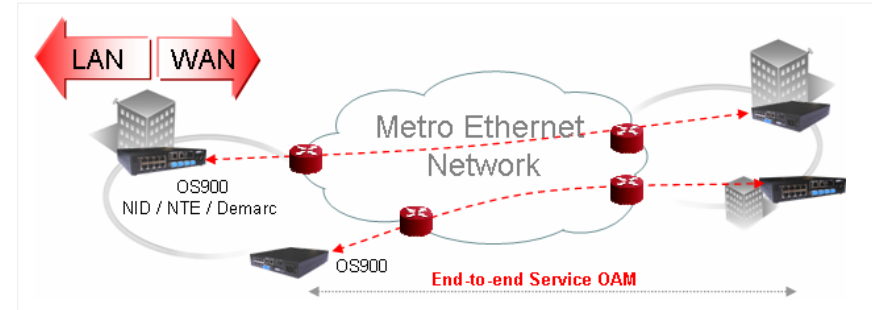 LAN
WAN
Metro Ethernet
Network
OS900
NID / NTE / Demarc
OS900
End-to-end Service OAM